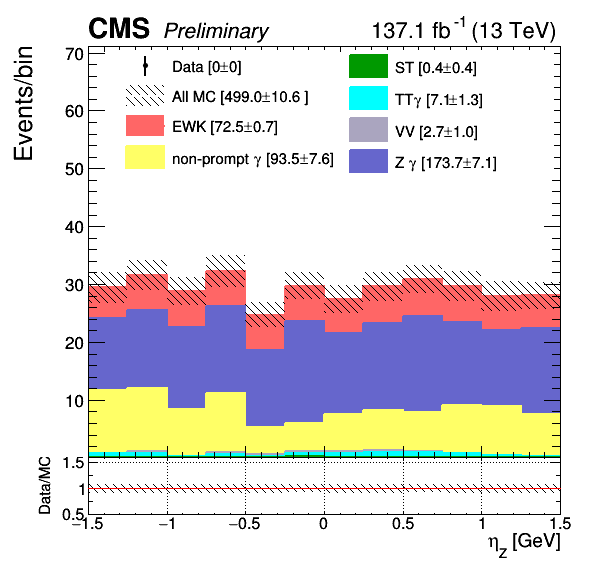 CMS Preliminary 137.1 fb⁻¹ (13 TeV)
Events/bin
Data [0±0]
All MC [499.0±10.6 ]
EWK [72.5±0.7]
non-prompt γ [93.5±7.6]
ST [0.4±0.4]
TTγ [7.1±1.3]
VV [2.7±1.0]
Z γ [173.7±7.1]
70
60
50
40
30
20
10
Data/MC
1.5
1
0.5
−1.5 −1 −0.5 0 0.5 1 1.5
η_Z [GeV]